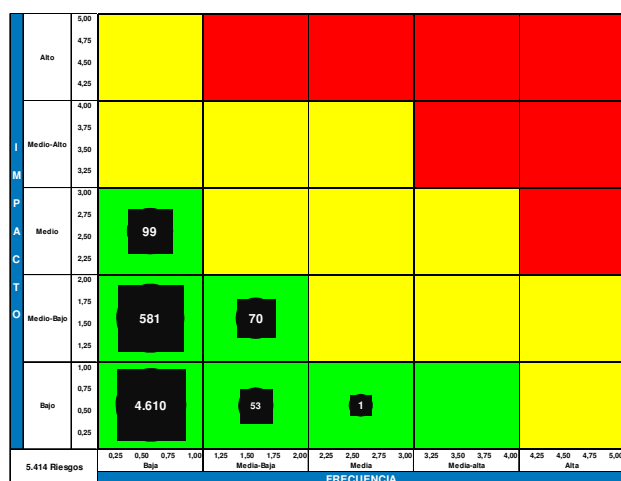 5,00
4,75
Alto
4,50
4,25
4,00
3,75
Medio-Alto
3,50
3,25
3,00
2,75
Medio
2,50
2,25
99
2,00
1,75
Medio-Bajo
1,50
1,25
581
70
1,00
0,75
Bajo
0,50
0,25
4.610
53
1
IMPACTO
0,25 0,50 0,75 1,00 1,25 1,50 1,75 2,00 2,25 2,50 2,75 3,00 3,25 3,50 3,75 4,00 4,25 4,50 4,75 5,00
5.414 Riesgos
Baja Media-Baja Media Media-alta Alta
FRECUENCIA